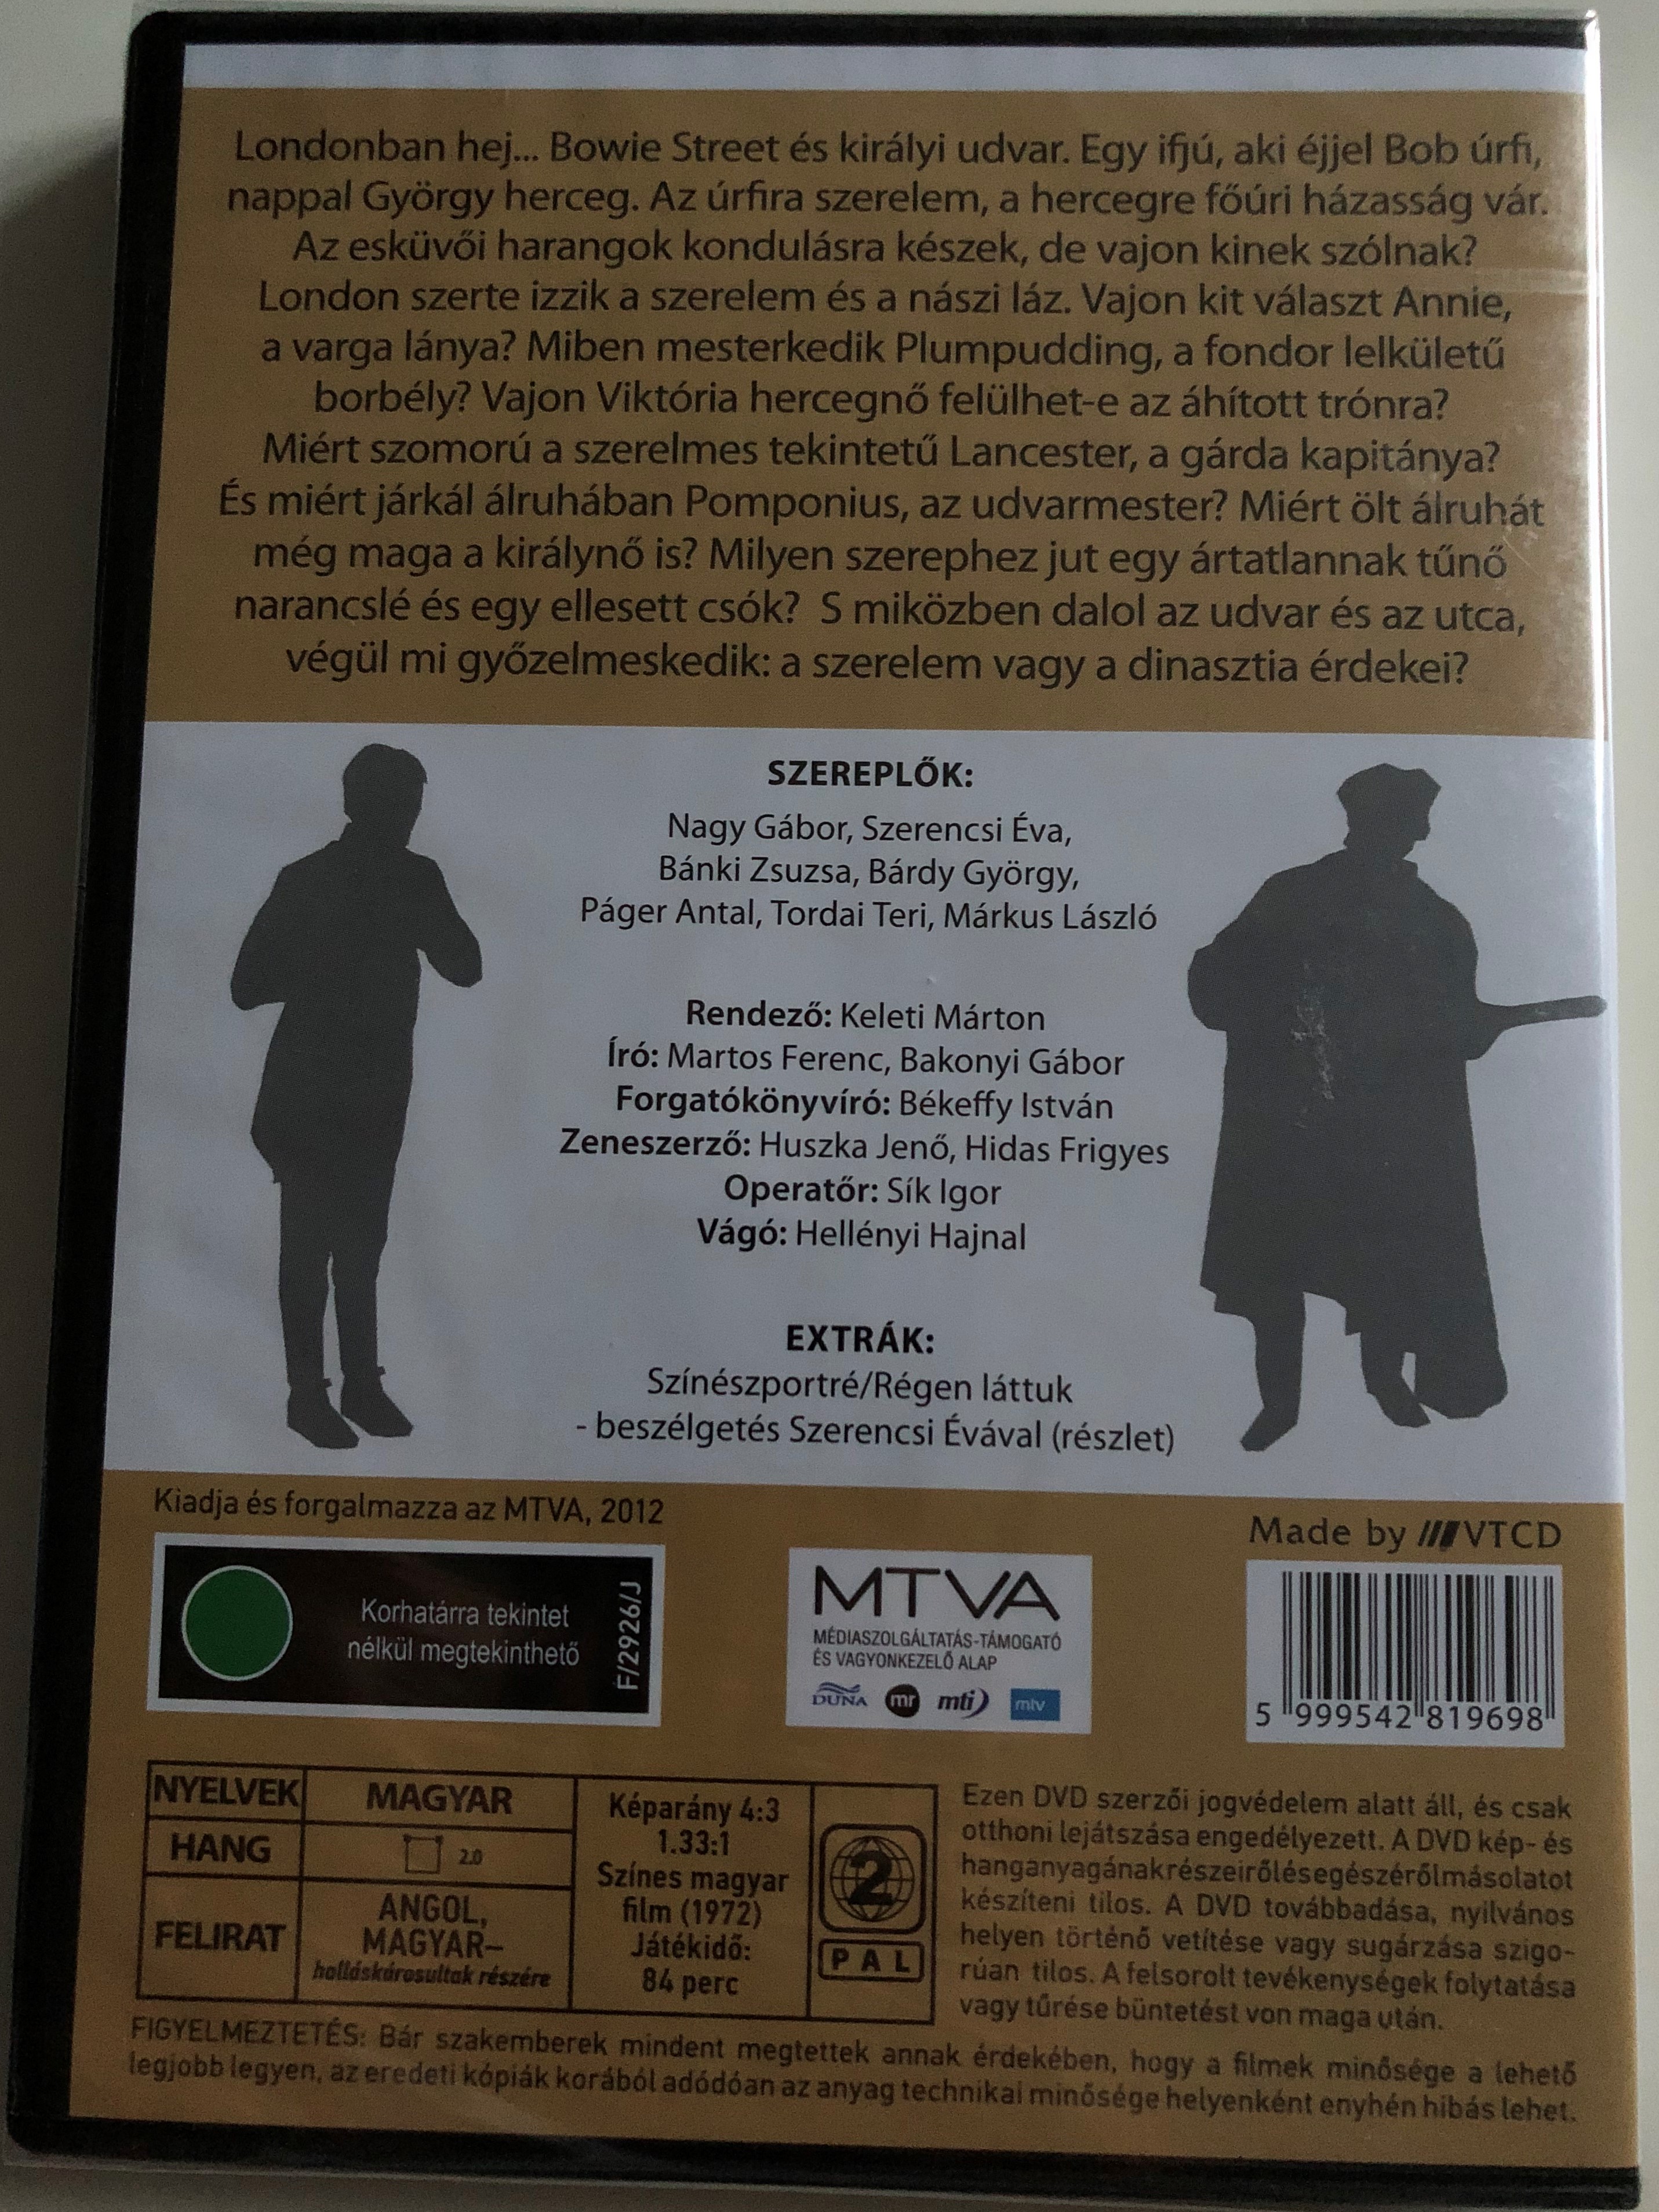 Londonban hej... Bowie Street és királyi udvar. Egy ifjú, aki éjjel Bob úrfi,
nappal György herceg. Az úrfira szerelem, a hercegre főúri házasság vár.
Az esküvői harangok kondulásra készek, de vajon kinek szólnak?
London szerte izzik a szerelem és a nászi láz. Vajon kit választ Annie,
a varga lánya? Miben mesterkedik Plumpudding, a fondor lelkületű
borbély? Vajon Viktória hercegnő felülhet-e az áhított trónra?
Miért szomorú a szerelmes tekintetű Lancester, a gárda kapitánya?
És miért járkál álruhában Pomponius, az udvarmester? Miért ölt álruhát
még maga a királynő is? Milyen szerephez jut egy ártatlannak tűnő
narancslé és egy ellesett csók? S miközben dalol az udvar és az utca,
végül mi győzelmeskedik: a szerelem vagy a dinasztia érdekei?
SZEREPLŐK:
Nagy Gábor, Szerencsi Éva,
Bánki Zsuzsa, Bárdy György,
Páger Antal, Tordai Teri, Márkus László
Rendező: Keleti Márton
Író: Martos Ferenc, Bakonyi Gábor
Forgatókönyvíró: Békeffy István
Zeneszerző: Huszka Jenő, Hidas Frigyes
Operatőr: Sík Igor
Vágó: Hellényi Hajnal
EXTRÁK:
Színészportré/Régen láttuk
- beszélgetés Szerencsi Évával (részlet)
Kiadja és forgalmazza az MTVA, 2012
Korhatárra tekintet
nélkül megtekinthető
F/2926/J
MTVA
MÉDIASZOLGÁLTATÁS-TÁMOGATÓ
ÉS VAGYONKEZELŐ ALAP
DUNA mr mti mtv
Made by VTCD
5 999542 819698
NYELVEK MAGYAR
HANG 2.0
FELIRAT ANGOL,
MAGYAR–
halláskárosultak részére
Képarány 4:3
1.33:1
Színes magyar
film (1972)
Játékidő:
84 perc
2
PAL
Ezen DVD szerzői jogvédelem alatt áll, és csak
otthoni lejátszása engedélyezett. A DVD kép- és
hanganyagánakrészeirőlésegészérőlmásolatot
készíteni tilos. A DVD továbbadása, nyilvános
helyen történő vetítése vagy sugárzása szigo-
rúan tilos. A felsorolt tevékenységek folytatása
vagy tűrése büntetést von maga után.
FIGYELMEZTETÉS: Bár szakemberek mindent megtettek annak érdekében, hogy a filmek minősége a lehető
legjobb legyen, az eredeti kópiák korából adódóan az anyag technikai minősége helyenként enyhén hibás lehet.